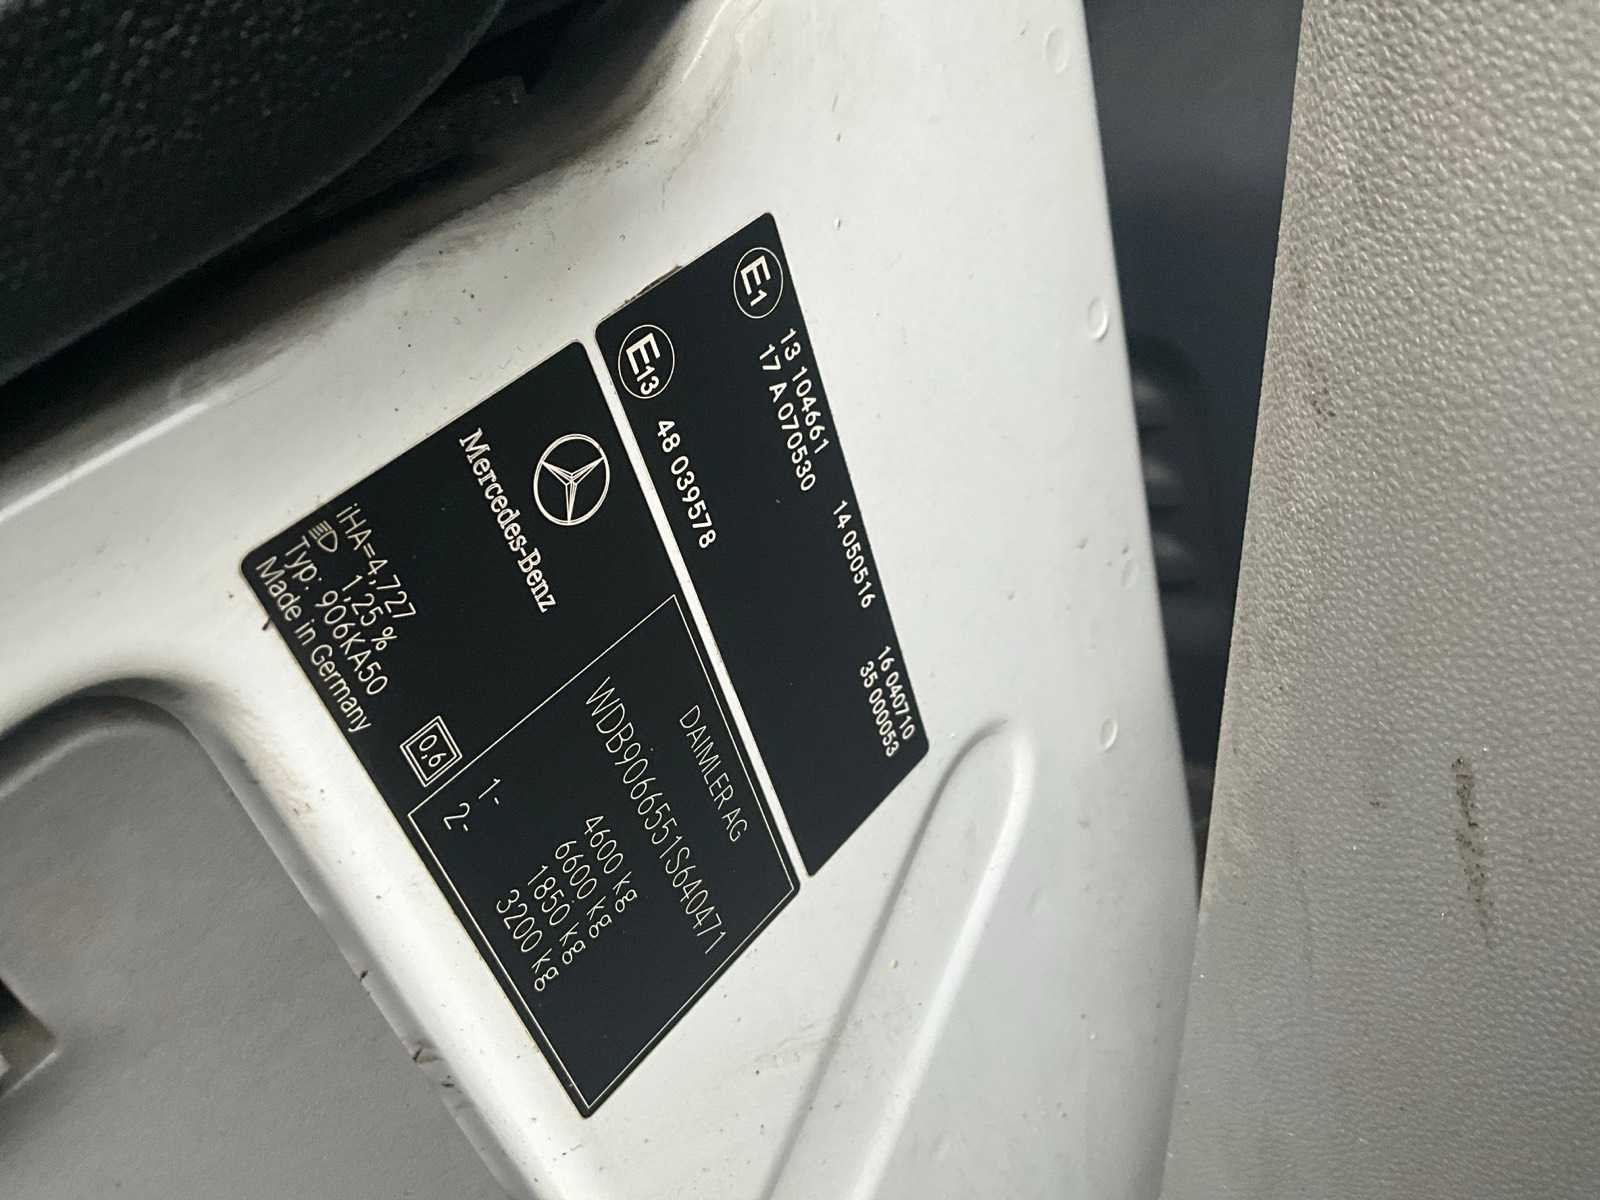 E1
13 104661
17 A 070530
14 050516
16 040710
35 000053
E13
48 039578
Mercedes-Benz
DAIMLER AG
WDB9066551S640471
4600 kg
6600 kg
1- 1850 kg
2- 3200 kg
iHA=4,727
1,25 %
Typ: 906KA50
Made in Germany
0,6